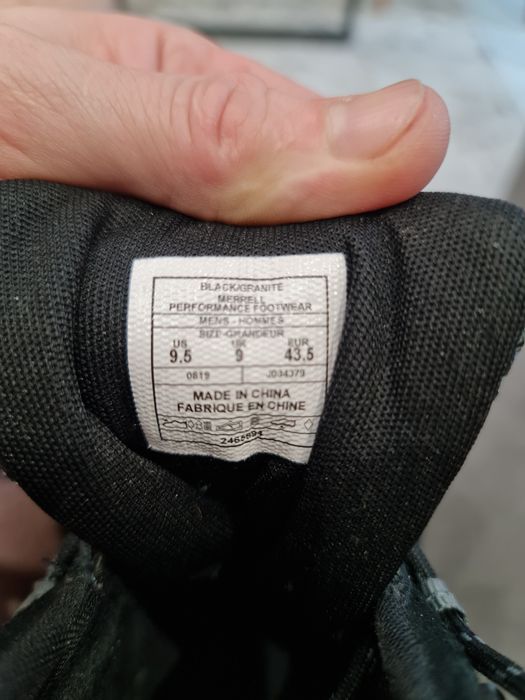 BLACK/GRANITE
MERRELL
PERFORMANCE FOOTWEAR
MENS - HOMMES
SIZE-GRANDEUR
US UK EUR
9.5 9 43.5
0819 J034379
MADE IN CHINA
FABRIQUE EN CHINE